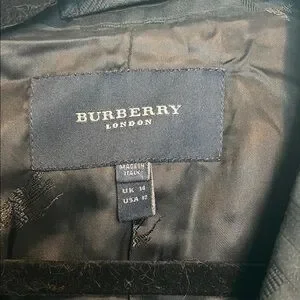 BURBERRY
LONDON
MADE IN
ITALY
UK 14
USA 12